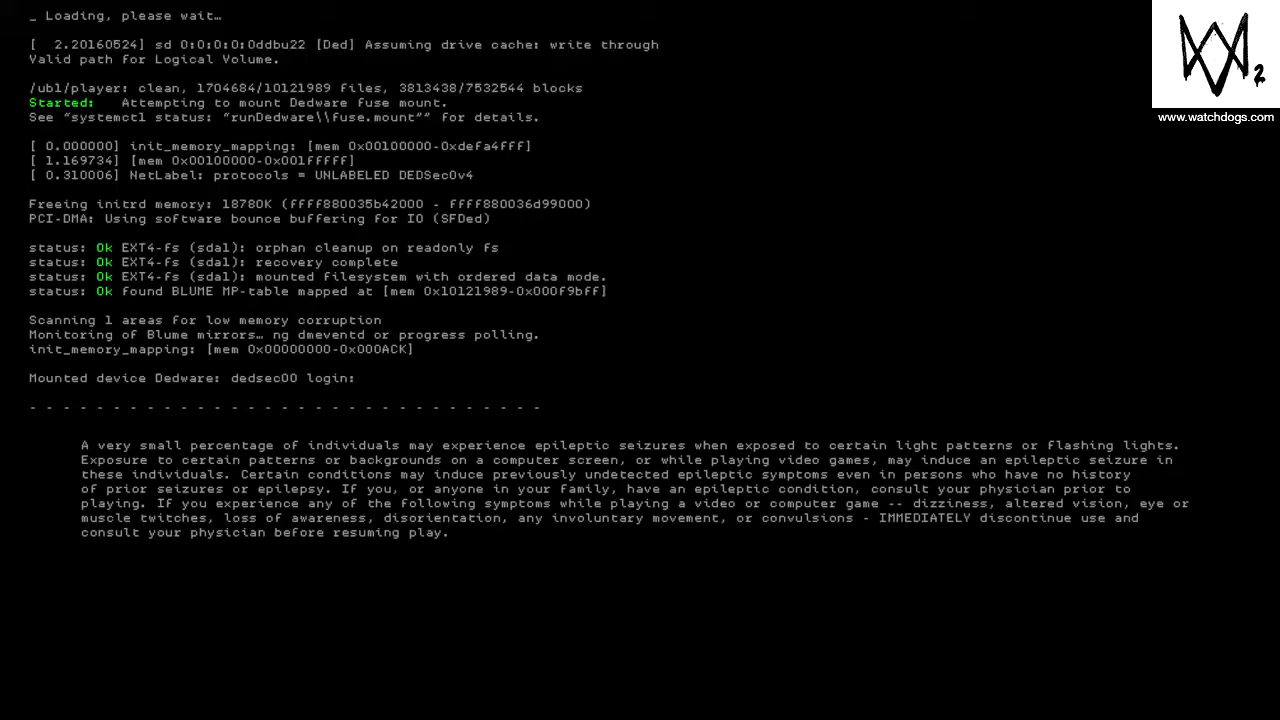 _ Loading, please wait…
[  2.20160524] sd 0:0:0:0:0ddbu22 [Ded] Assuming drive cache: write through
Valid path for Logical Volume.
/ubl/player: clean, 1704684/10121989 files, 3813438/7532544 blocks
Started:   Attempting to mount Dedware fuse mount.
See “systemctl status: “runDedware\\fuse.mount”” for details.
[ 0.000000] init_memory_mapping: [mem 0x00100000-0xdefa4fff]
[ 1.169734] [mem 0x00100000-0x001fffff]
[ 0.310006] NetLabel: protocols = UNLABELED DEDSec0v4
Freeing initrd memory: 18780K (ffff880035b42000 - ffff880036d99000)
PCI-DMA: Using software bounce buffering for IO (SFDed)
status: Ok EXT4-fs (sda1): orphan cleanup on readonly fs
status: Ok EXT4-fs (sda1): recovery complete
status: Ok EXT4-fs (sda1): mounted filesystem with ordered data mode.
status: Ok found BLUME MP-table mapped at [mem 0x10121989-0x000f9bff]
Scanning 1 areas for low memory corruption
Monitoring of Blume mirrors… ng dmeventd or progress polling.
init_memory_mapping: [mem 0x00000000-0x000ACK]
Mounted device Dedware: dedsec00 login:
- - - - - - - - - - - - - - - - - - - - - - - - - - - - - - -
A very small percentage of individuals may experience epileptic seizures when exposed to certain light patterns or flashing lights.
Exposure to certain patterns or backgrounds on a computer screen, or while playing video games, may induce an epileptic seizure in
these individuals. Certain conditions may induce previously undetected epileptic symptoms even in persons who have no history
of prior seizures or epilepsy. If you, or anyone in your family, have an epileptic condition, consult your physician prior to
playing. If you experience any of the following symptoms while playing a video or computer game -- dizziness, altered vision, eye or
muscle twitches, loss of awareness, disorientation, any involuntary movement, or convulsions - IMMEDIATELY discontinue use and
consult your physician before resuming play.
2
www.watchdogs.com